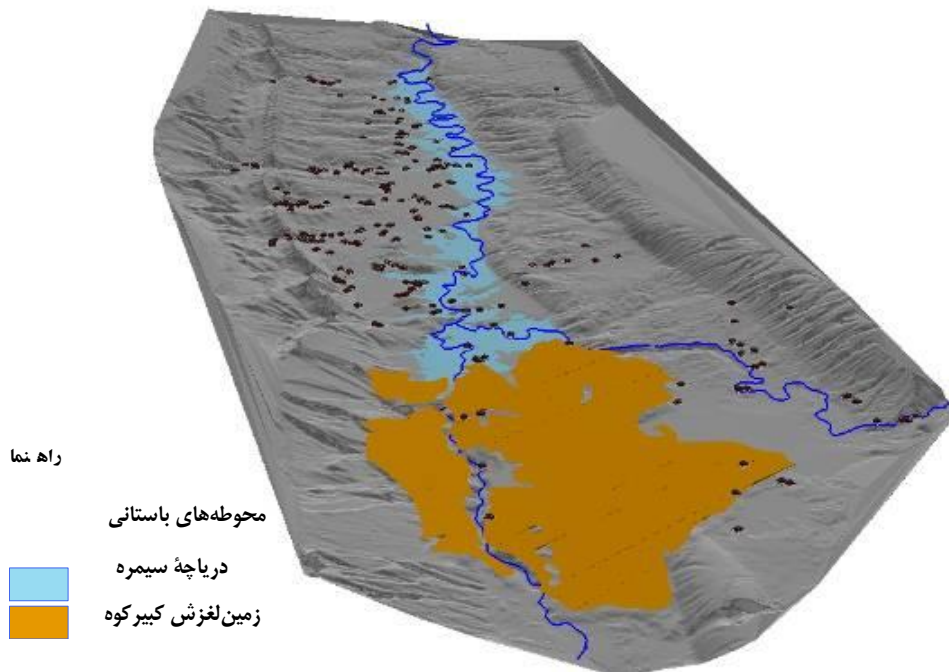 راه نما
محوطه‌های باستانی
دریاچهٔ سیمره
زمین‌لغزش کبیرکوه